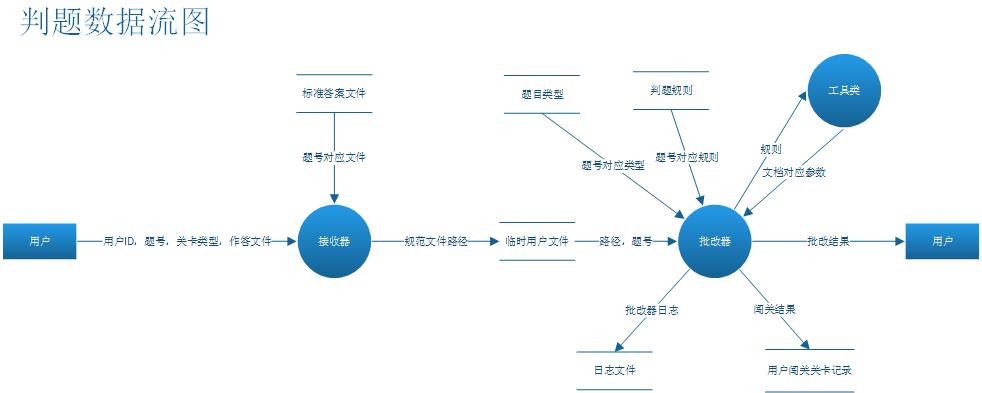 判题数据流图
标准答案文件
题目类型
判题规则
工具类
题号对应文件
题号对应类型
题号对应规则
规则
文档对应参数
用户
用户ID，题号，关卡类型，作答文件
接收器
规范文件路径
临时用户文件
路径，题号
批改器
批改结果
用户
批改器日志
闯关结果
日志文件
用户闯关关卡记录